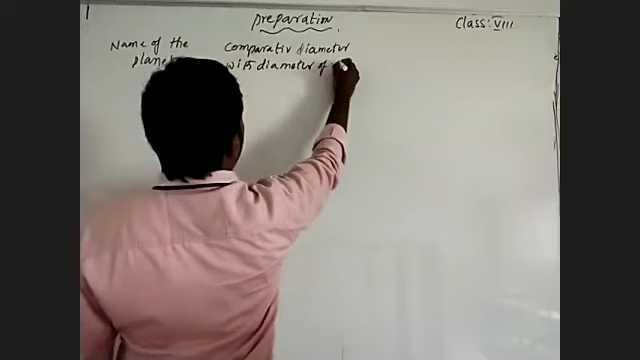 preparation
Class: VIII
Name of the
Comparativ diameter
plane
with diameter of